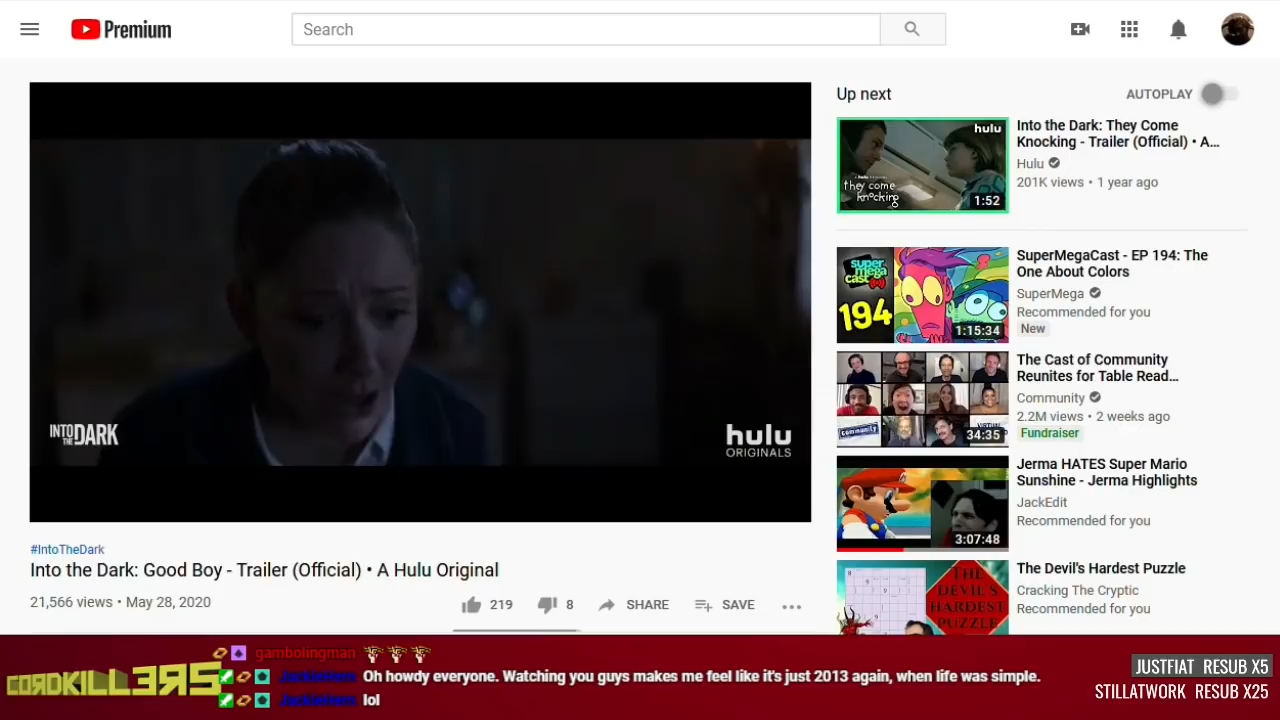 Premium
Search
INTO THE DARK
hulu
ORIGINALS
#IntoTheDark
Into the Dark: Good Boy - Trailer (Official) • A Hulu Original
21,566 views • May 28, 2020
219
8
SHARE
SAVE
Up next
AUTOPLAY
hulu
they come
knocking
1:52
Into the Dark: They Come
Knocking - Trailer (Official) • A...
Hulu
201K views • 1 year ago
super
mega
cast
194
1:15:34
SuperMegaCast - EP 194: The
One About Colors
SuperMega
Recommended for you
New
community
34:35
The Cast of Community
Reunites for Table Read...
Community
2.2M views • 2 weeks ago
Fundraiser
3:07:48
Jerma HATES Super Mario
Sunshine - Jerma Highlights
JackEdit
Recommended for you
THE
DEVIL'S
HARDEST
PUZZLE
The Devil's Hardest Puzzle
Cracking The Cryptic
Recommended for you
CORDKILL3RS
gambolingman
Oh howdy everyone. Watching you guys makes me feel like it's just 2013 again, when life was simple.
lol
JUSTFIAT RESUB X5
STILLATWORK RESUB X25